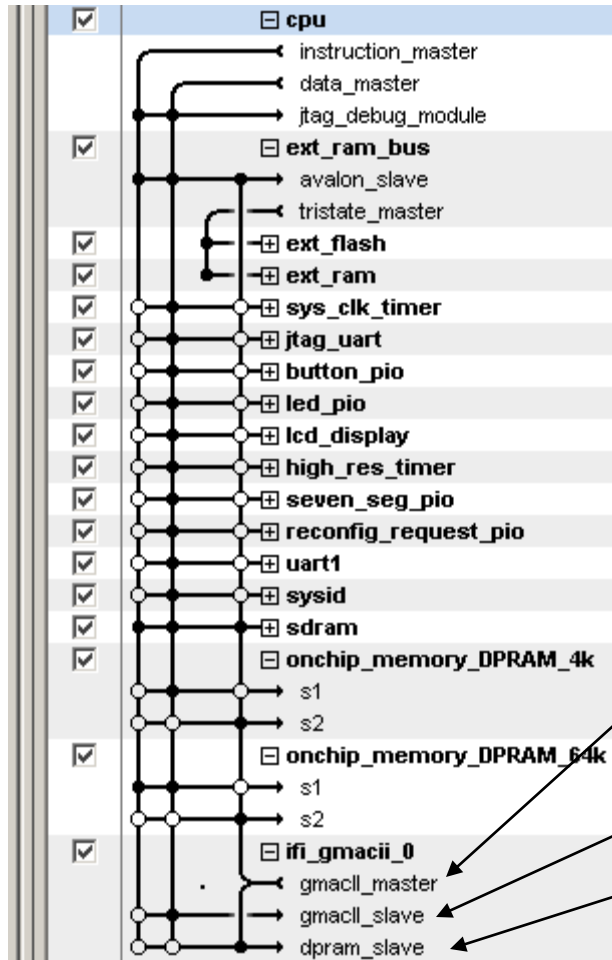 cpu
instruction_master
data_master
jtag_debug_module
ext_ram_bus
avalon_slave
tristate_master
ext_flash
ext_ram
sys_clk_timer
jtag_uart
button_pio
led_pio
lcd_display
high_res_timer
seven_seg_pio
reconfig_request_pio
uart1
sysid
sdram
onchip_memory_DPRAM_4k
s1
s2
onchip_memory_DPRAM_64k
s1
s2
ifi_gmacii_0
gmacII_master
gmacII_slave
dpram_slave